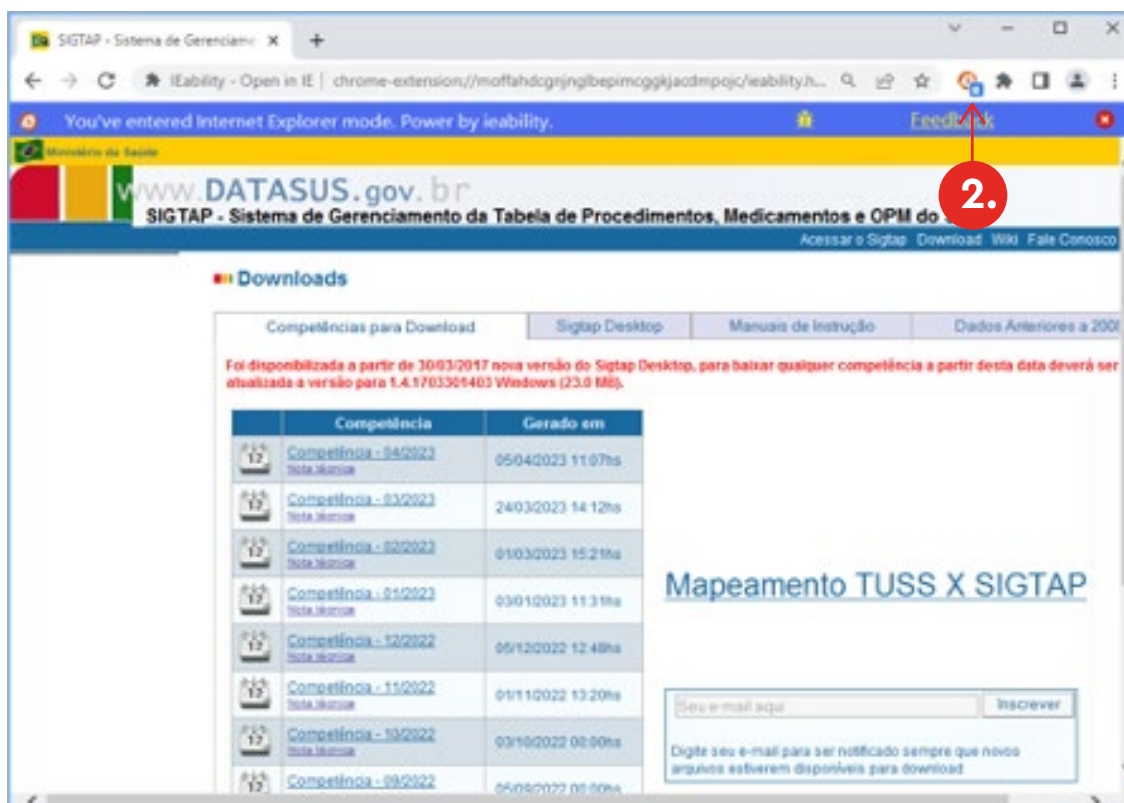 SIGTAP - Sistema de Gerenciame
IEability - Open in IE | chrome-extension://moffahdcgnjnglbepimcggkjacdmpojc/ieability.h...
You've entered Internet Explorer mode. Power by ieability.
Feedback
2.
Ministério da Saúde
www.DATASUS.gov.br
SIGTAP - Sistema de Gerenciamento da Tabela de Procedimentos, Medicamentos e OPM do
Acessar o Sigtap Download Wiki Fale Conosco
Downloads
Competências para Download
Sigtap Desktop
Manuais de Instrução
Dados Anteriores a 2008
Foi disponibilizada a partir de 30/03/2017 nova versão do Sigtap Desktop, para baixar qualquer competência a partir desta data deverá ser
atualizada a versão para 1.4.1703301403 Windows (23.0 MB).
Competência Gerado em
Competência - 04/2023
Nota técnica
05/04/2023 11:07hs
Competência - 03/2023
Nota técnica
24/03/2023 14:12hs
Competência - 02/2023
Nota técnica
01/03/2023 15:21hs
Competência - 01/2023
Nota técnica
03/01/2023 11:31hs
Competência - 12/2022
Nota técnica
05/12/2022 12:48hs
Competência - 11/2022
Nota técnica
01/11/2022 13:20hs
Competência - 10/2022
Nota técnica
03/10/2022 00:00hs
Competência - 09/2022
05/09/2022 00:00hs
Mapeamento TUSS X SIGTAP
Seu e-mail aqui
Inscrever
Digite seu e-mail para ser notificado sempre que novos
arquivos estiverem disponíveis para download